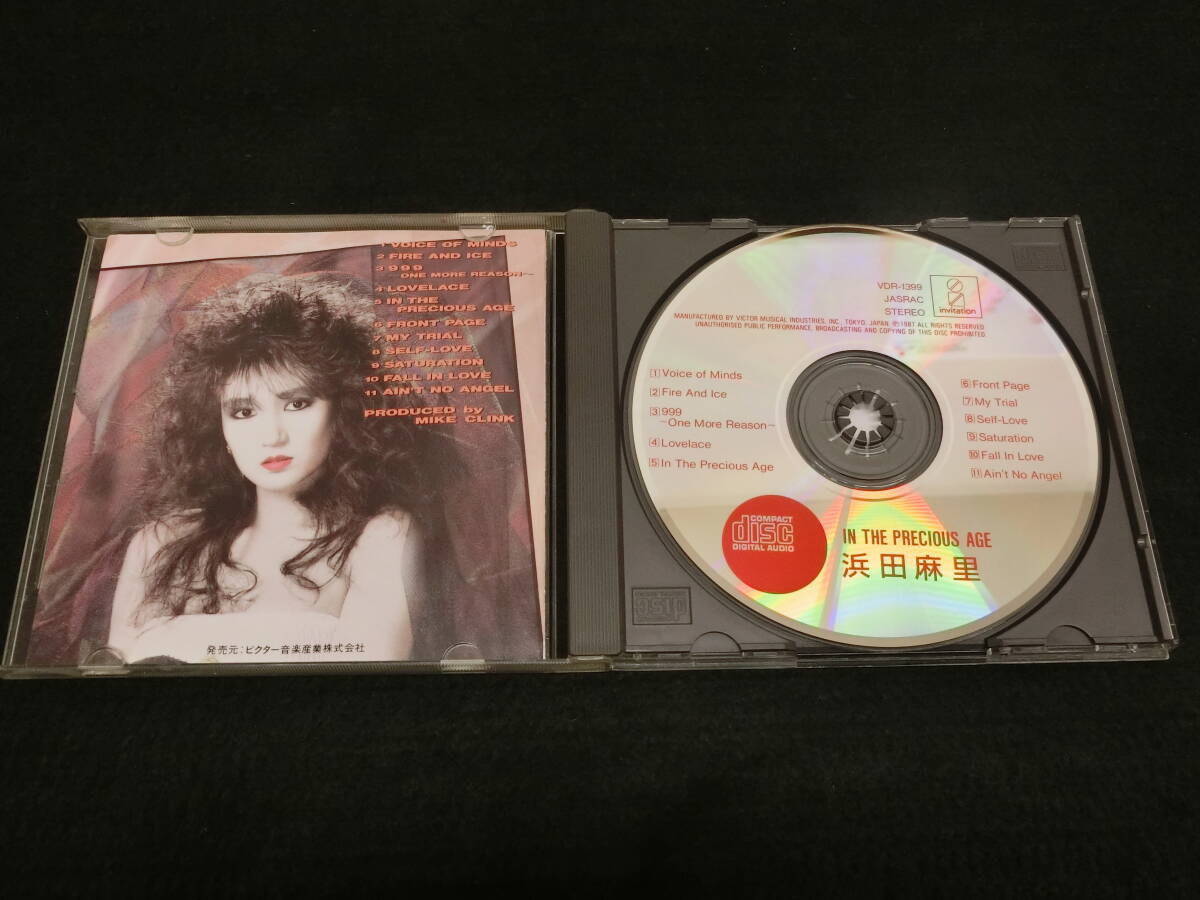 1 VOICE OF MINDS
2 FIRE AND ICE
3 999
~ONE MORE REASON~
4 LOVELACE
5 IN THE
PRECIOUS AGE
6 FRONT PAGE
7 MY TRIAL
8 SELF-LOVE
9 SATURATION
10 FALL IN LOVE
11 AIN'T NO ANGEL
PRODUCED by
MIKE CLINK
発売元:ビクター音楽産業株式会社
VDR-1399
JASRAC
STEREO
invitation
MANUFACTURED BY VICTOR MUSICAL INDUSTRIES, INC., TOKYO, JAPAN. ℗1987 ALL RIGHTS RESERVED
UNAUTHORISED PUBLIC PERFORMANCE, BROADCASTING AND COPYING OF THIS DISC PROHIBITED
1 Voice of Minds
2 Fire And Ice
3 999
~One More Reason~
4 Lovelace
5 In The Precious Age
6 Front Page
7 My Trial
8 Self-Love
9 Saturation
10 Fall In Love
11 Ain't No Angel
COMPACT
disc
DIGITAL AUDIO
IN THE PRECIOUS AGE
浜田麻里